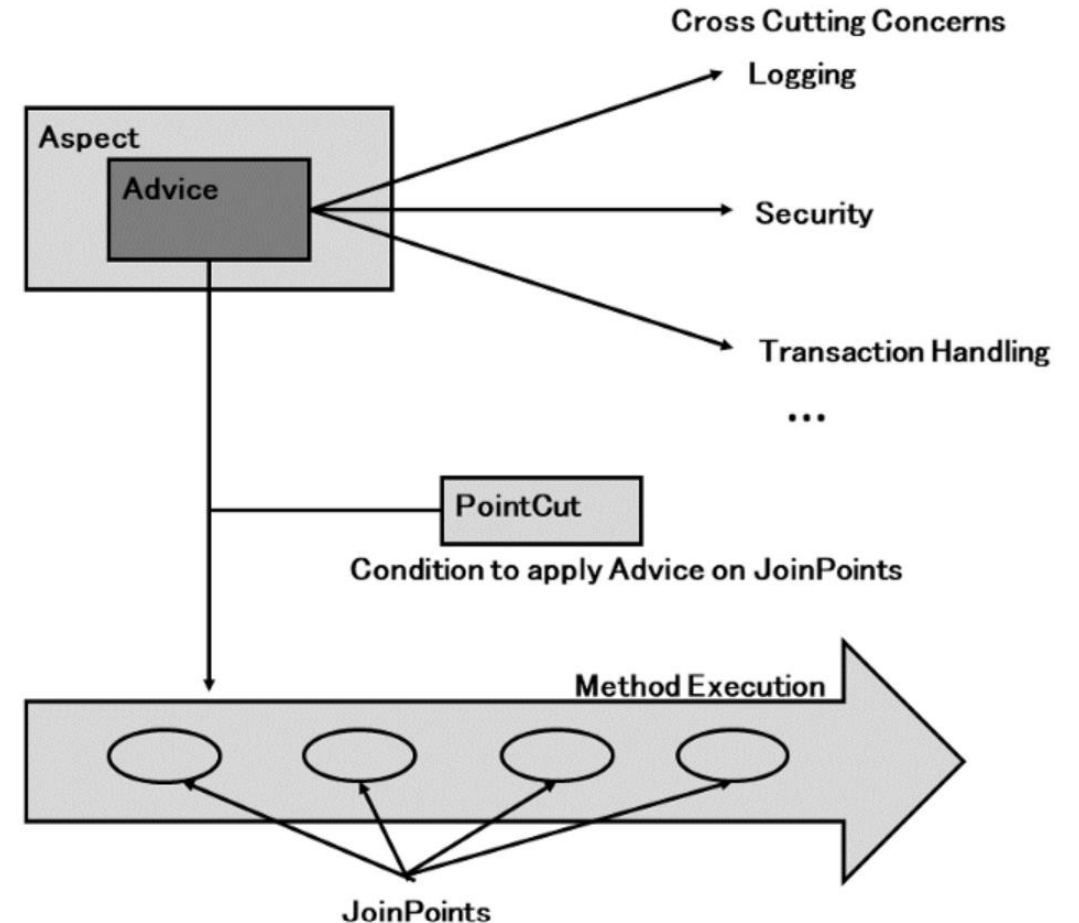 Cross Cutting Concerns
Logging
Aspect
Advice
Security
Transaction Handling
...
PointCut
Condition to apply Advice on JoinPoints
Method Execution
JoinPoints